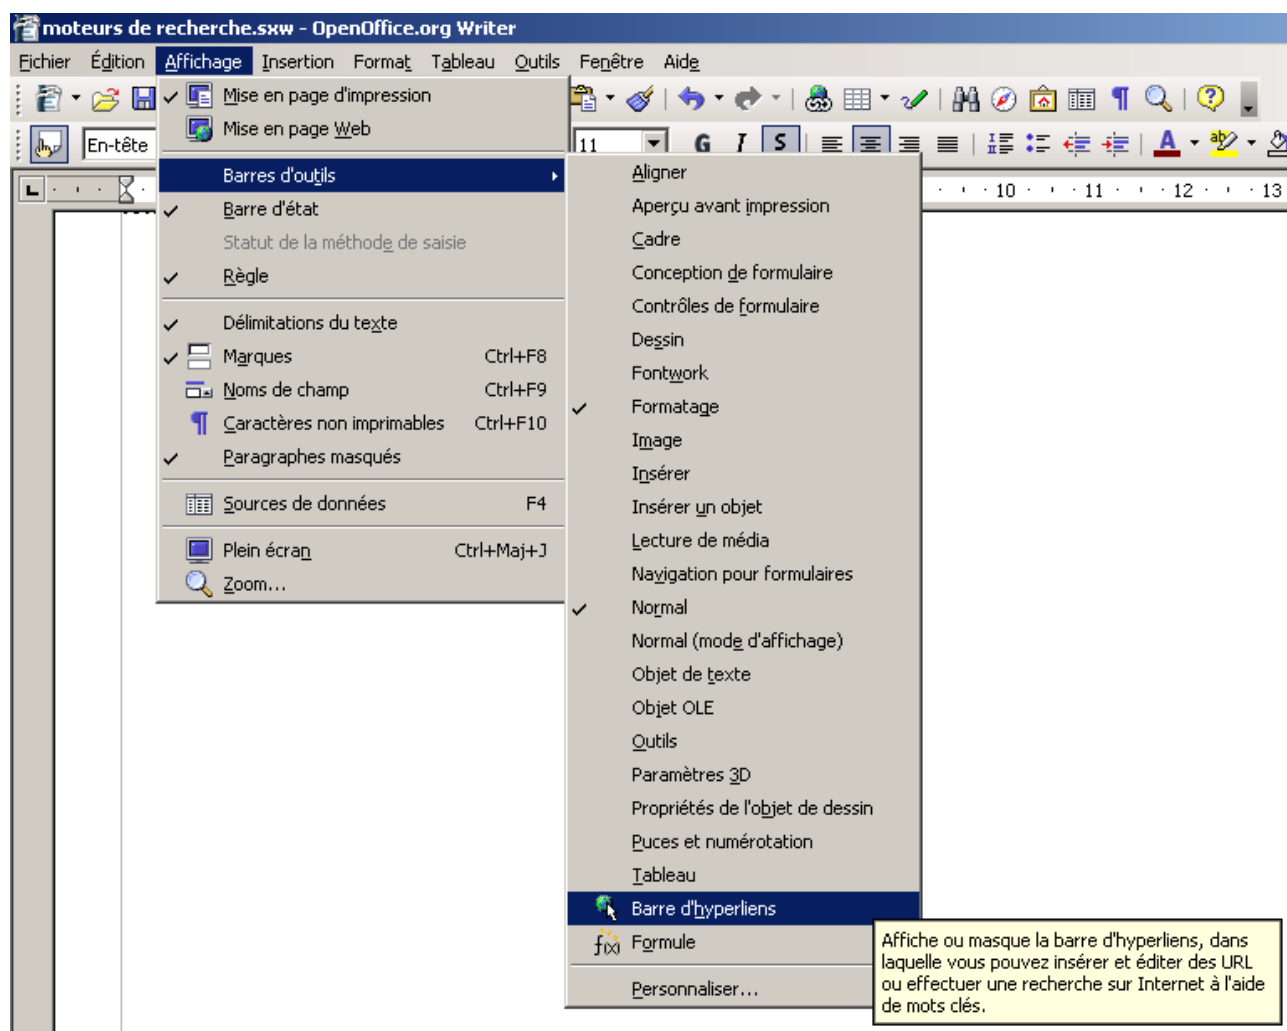 moteurs de recherche.sxw - OpenOffice.org Writer
Fichier Édition Affichage Insertion Format Tableau Outils Fenêtre Aide
En-tête
11
G I S
10 11 12 13
Mise en page d'impression
Mise en page Web
Barres d'outils
Barre d'état
Statut de la méthode de saisie
Règle
Délimitations du texte
Marques Ctrl+F8
Noms de champ Ctrl+F9
Caractères non imprimables Ctrl+F10
Paragraphes masqués
Sources de données F4
Plein écran Ctrl+Maj+J
Zoom...
Aligner
Aperçu avant impression
Cadre
Conception de formulaire
Contrôles de formulaire
Dessin
Fontwork
Formatage
Image
Insérer
Insérer un objet
Lecture de média
Navigation pour formulaires
Normal
Normal (mode d'affichage)
Objet de texte
Objet OLE
Outils
Paramètres 3D
Propriétés de l'objet de dessin
Puces et numérotation
Tableau
Barre d'hyperliens
Formule
Personnaliser...
Affiche ou masque la barre d'hyperliens, dans
laquelle vous pouvez insérer et éditer des URL
ou effectuer une recherche sur Internet à l'aide
de mots clés.